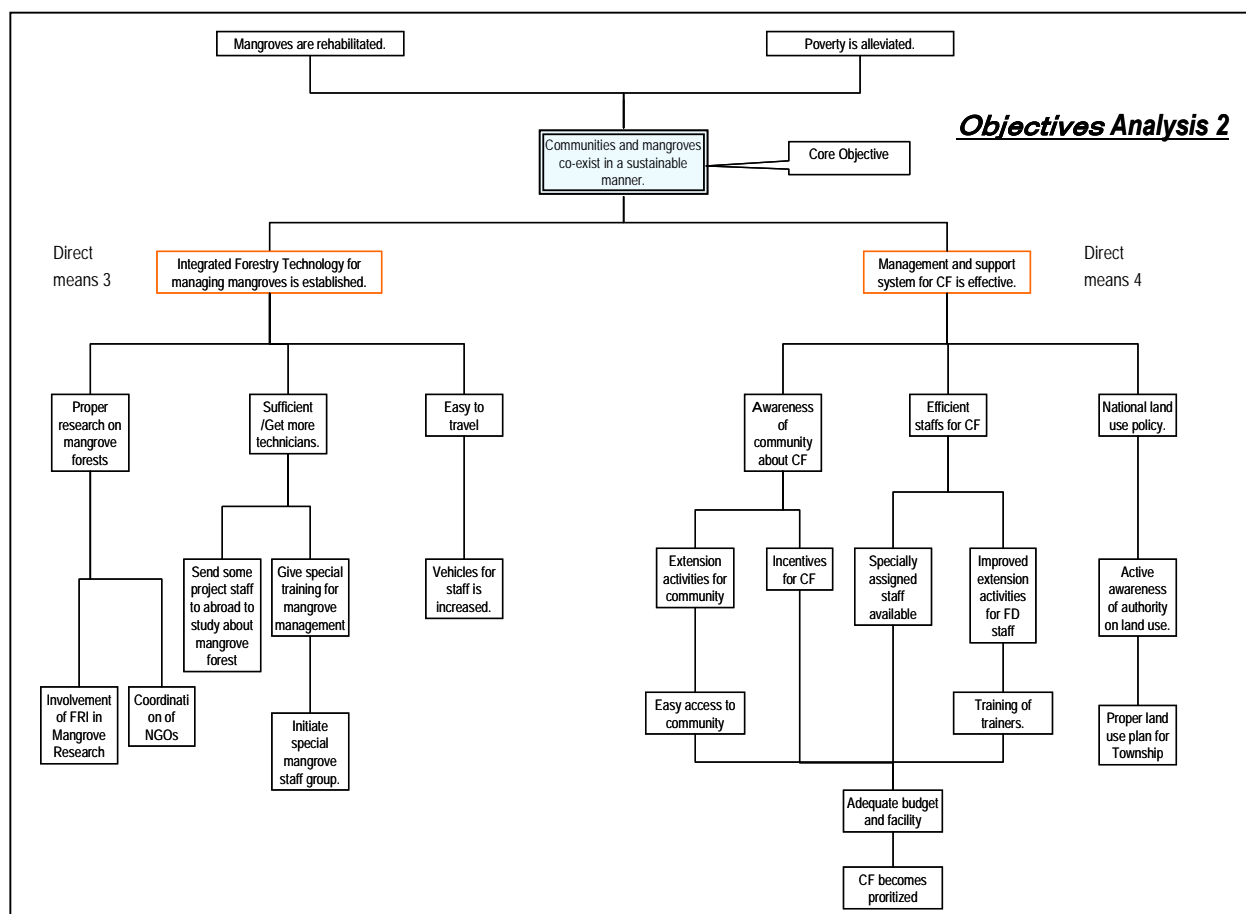 Mangroves are rehabilitated.
Poverty is alleviated.
Objectives Analysis 2
Communities and mangroves
co-exist in a sustainable
manner.
Core Objective
Direct
means 3
Integrated Forestry Technology for
managing mangroves is established.
Management and support
system for CF is effective.
Direct
means 4
Proper
research on
mangrove
forests
Sufficient
/Get more
technicians.
Easy to
travel
Awareness
of
community
about CF
Efficient
staffs for CF
National land
use policy.
Send some
project staff
to abroad to
study about
mangrove
forest
Give special
training for
mangrove
management
Vehicles for
staff is
increased.
Extension
activities for
community
Incentives
for CF
Specially
assigned
staff
available
Improved
extension
activities
for FD
staff
Active
awareness
of authority
on land use.
Involvement
of FRI in
Mangrove
Research
Coordinati
on of
NGOs
Initiate
special
mangrove
staff group.
Easy access to
community
Training of
trainers.
Proper land
use plan for
Township
Adequate budget
and facility
CF becomes
proritized